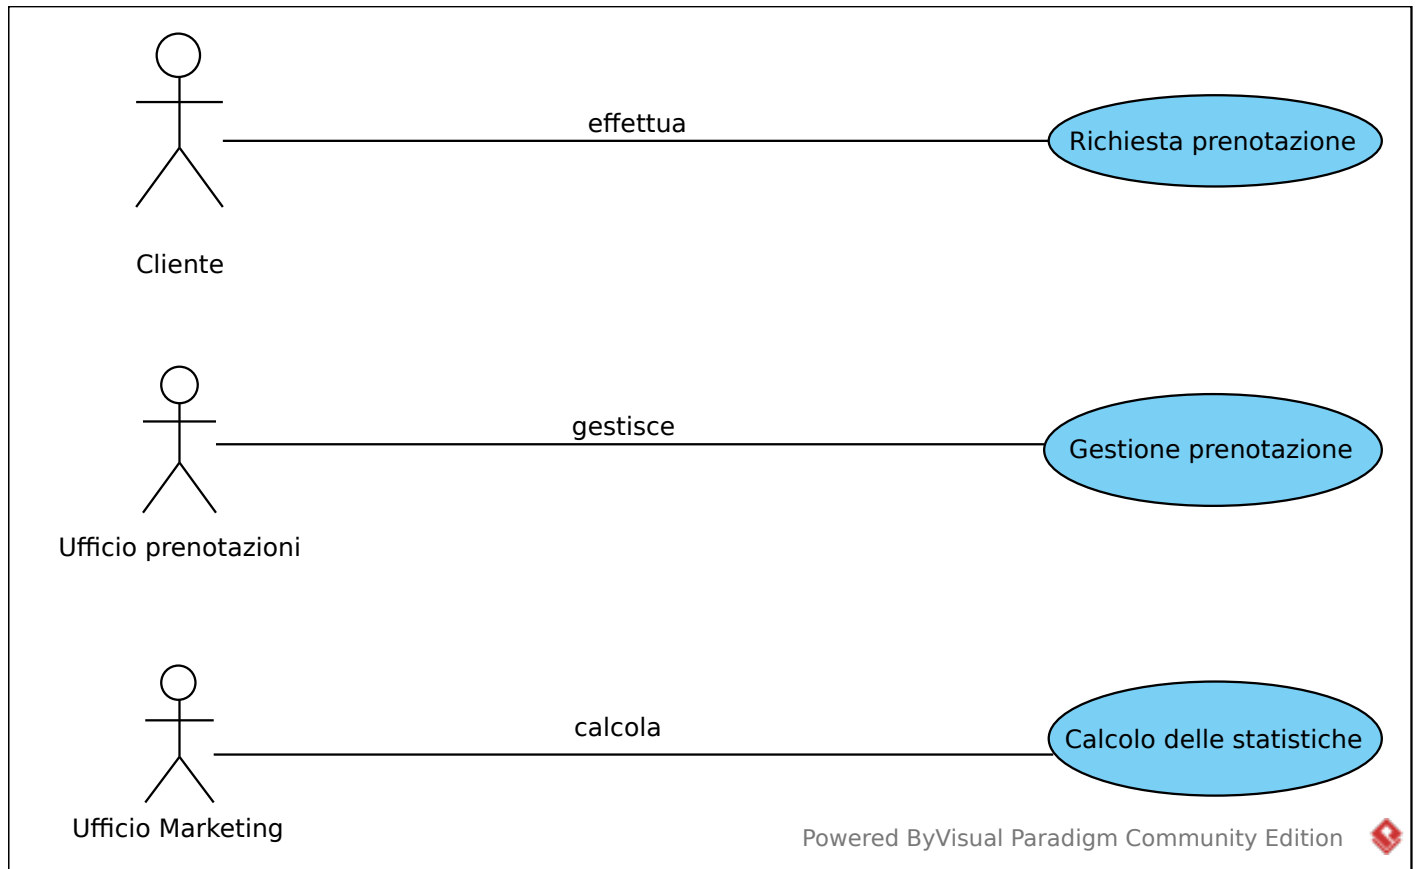 effettua
Richiesta prenotazione
Cliente
gestisce
Gestione prenotazione
Ufficio prenotazioni
calcola
Calcolo delle statistiche
Ufficio Marketing
Powered ByVisual Paradigm Community Edition